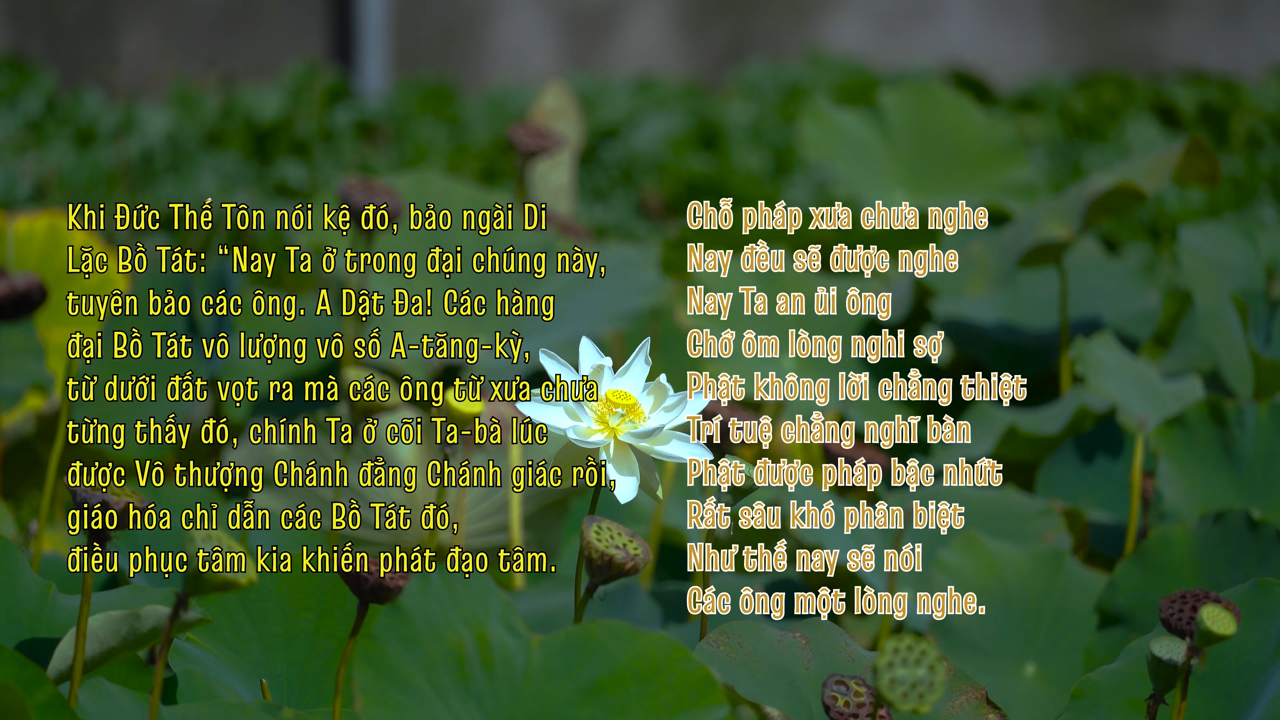 Khi Đức Thế Tôn nói kệ đó, bảo ngài Di
Lặc Bồ Tát: “Nay Ta ở trong đại chúng này,
tuyên bảo các ông. A Dật Đa! Các hàng
đại Bồ Tát vô lượng vô số A-tăng-kỳ,
từ dưới đất vọt ra mà các ông từ xưa chưa
từng thấy đó, chính Ta ở cõi Ta-bà lúc
được Vô thượng Chánh đẳng Chánh giác rồi,
giáo hóa chỉ dẫn các Bồ Tát đó,
điều phục tâm kia khiến phát đạo tâm.
Chỗ pháp xưa chưa nghe
Nay đều sẽ được nghe
Nay Ta an ủi ông
Chớ ôm lòng nghi sợ
Phật không lời chẳng thiệt
Trí tuệ chẳng nghĩ bàn
Phật được pháp bậc nhứt
Rất sâu khó phân biệt
Như thế nay sẽ nói
Các ông một lòng nghe.